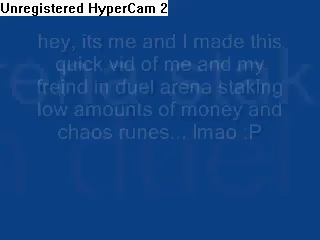 Unregistered HyperCam 2
hey, its me and I made this
quick vid of me and my
freind in duel arena staking
low amounts of money and
chaos runes... lmao :P